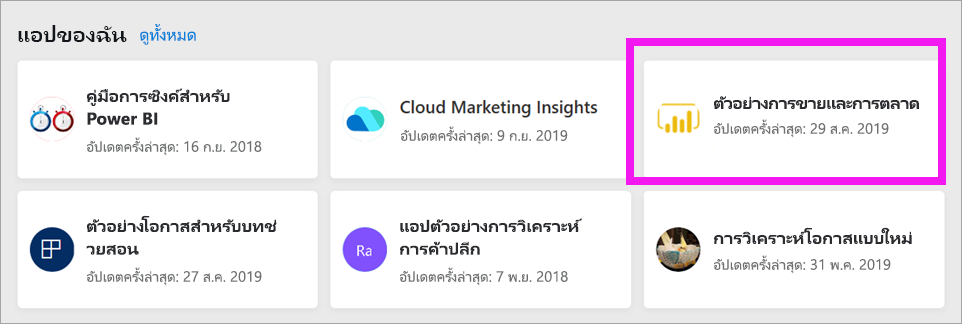 แอปของฉัน ดูทั้งหมด
คู่มือการซิงค์สำหรับ
Power BI
อัปเดตครั้งล่าสุด: 16 ก.ย. 2018
Cloud Marketing Insights
อัปเดตครั้งล่าสุด: 9 ก.ย. 2019
ตัวอย่างการขายและการตลาด
อัปเดตครั้งล่าสุด: 29 ส.ค. 2019
ตัวอย่างโอกาสสำหรับบทช่
วยสอน
อัปเดตครั้งล่าสุด: 27 ส.ค. 2019
Ra
แอปตัวอย่างการวิเคราะห์
การค้าปลีก
อัปเดตครั้งล่าสุด: 7 พ.ย. 2018
การวิเคราะห์โอกาสแบบใหม่
อัปเดตครั้งล่าสุด: 31 พ.ค. 2019